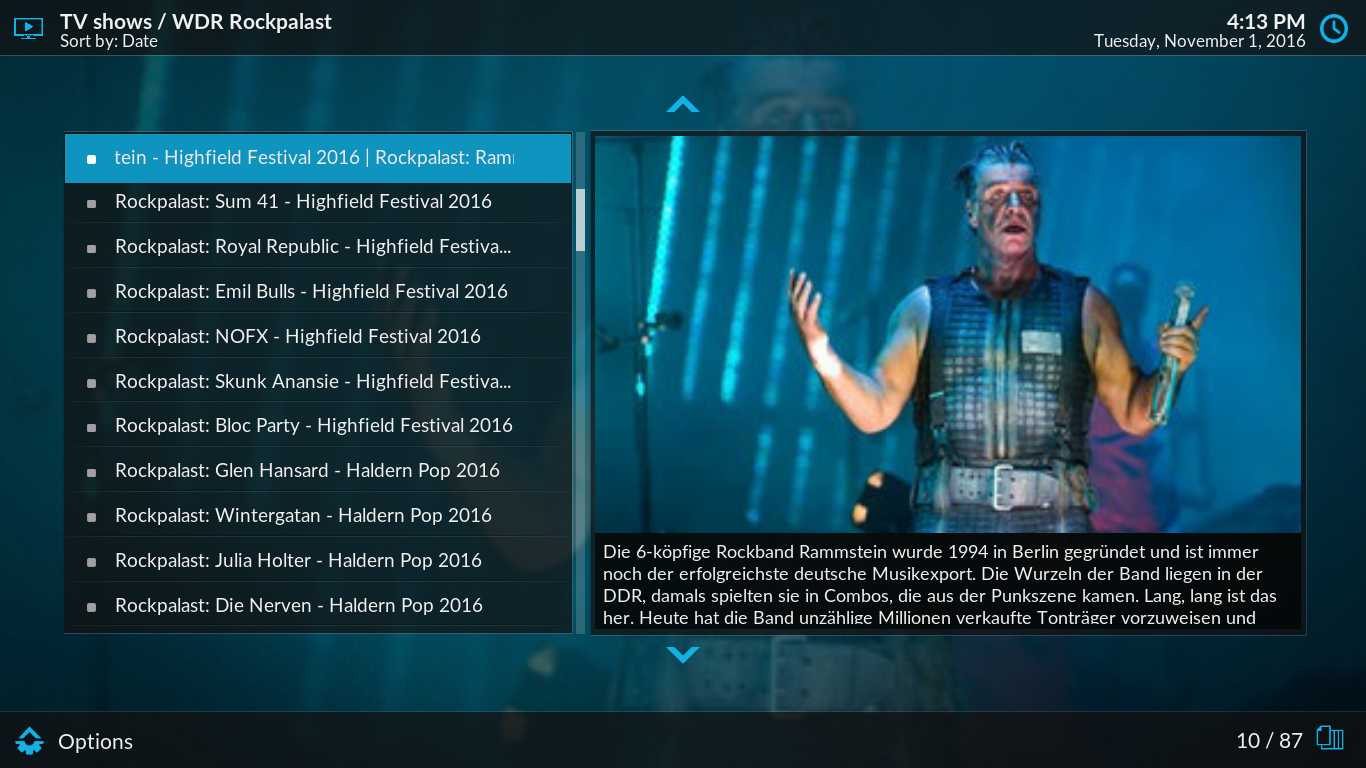 TV shows / WDR Rockpalast
Sort by: Date
4:13 PM
Tuesday, November 1, 2016
tein - Highfield Festival 2016 | Rockpalast: Ram
Rockpalast: Sum 41 - Highfield Festival 2016
Rockpalast: Royal Republic - Highfield Festiva...
Rockpalast: Emil Bulls - Highfield Festival 2016
Rockpalast: NOFX - Highfield Festival 2016
Rockpalast: Skunk Anansie - Highfield Festiva...
Rockpalast: Bloc Party - Highfield Festival 2016
Rockpalast: Glen Hansard - Haldern Pop 2016
Rockpalast: Wintergatan - Haldern Pop 2016
Rockpalast: Julia Holter - Haldern Pop 2016
Rockpalast: Die Nerven - Haldern Pop 2016
Die 6-köpfige Rockband Rammstein wurde 1994 in Berlin gegründet und ist immer
noch der erfolgreichste deutsche Musikexport. Die Wurzeln der Band liegen in der
DDR, damals spielten sie in Combos, die aus der Punkszene kamen. Lang, lang ist das
her. Heute hat die Band unzählige Millionen verkaufte Tonträger vorzuweisen und
Options
10 / 87